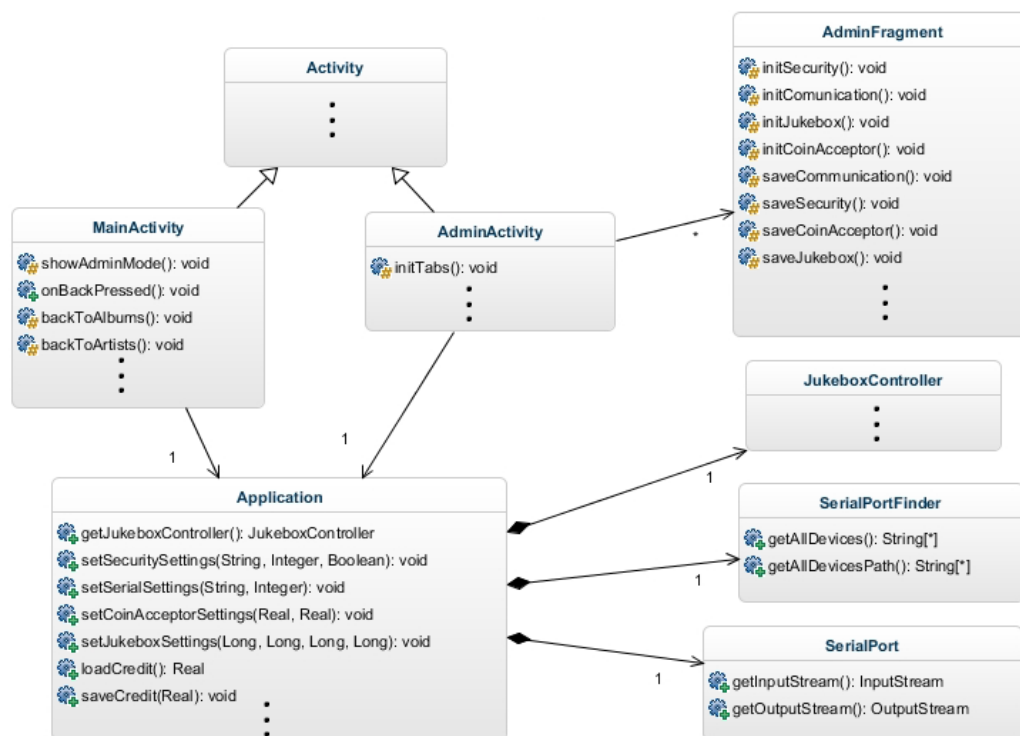 Activity
AdminFragment
initSecurity(): void
initComunication(): void
initJukebox(): void
initCoinAcceptor(): void
saveCommunication(): void
saveSecurity(): void
saveCoinAcceptor(): void
saveJukebox(): void
MainActivity
showAdminMode(): void
onBackPressed(): void
backToAlbums(): void
backToArtists(): void
AdminActivity
initTabs(): void
*
1
1
JukeboxController
Application
getJukeboxController(): JukeboxController
setSecuritySettings(String, Integer, Boolean): void
setSerialSettings(String, Integer): void
setCoinAcceptorSettings(Real, Real): void
setJukeboxSettings(Long, Long, Long, Long): void
loadCredit(): Real
saveCredit(Real): void
1
SerialPortFinder
getAllDevices(): String[*]
getAllDevicesPath(): String[*]
1
SerialPort
getInputStream(): InputStream
getOutputStream(): OutputStream
1